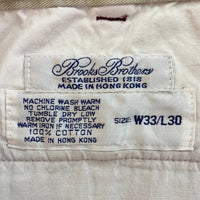 Brooks Brothers
ESTABLISHED 1818
MADE IN HONG KONG
MACHINE WASH WARM
NO CHLORINE BLEACH
TUMBLE DRY LOW
REMOVE PROMPTLY
WARM IRON IF NECESSARY
100% COTTON
MADE IN HONG KONG
SIZE: W33/L30